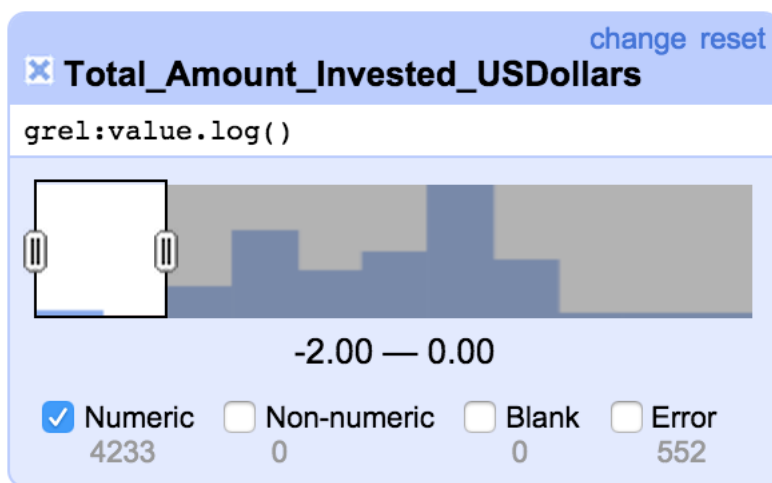 change reset
Total_Amount_Invested_USDollars
grel:value.log()
-2.00 — 0.00
Numeric Non-numeric Blank Error
4233 0 0 552